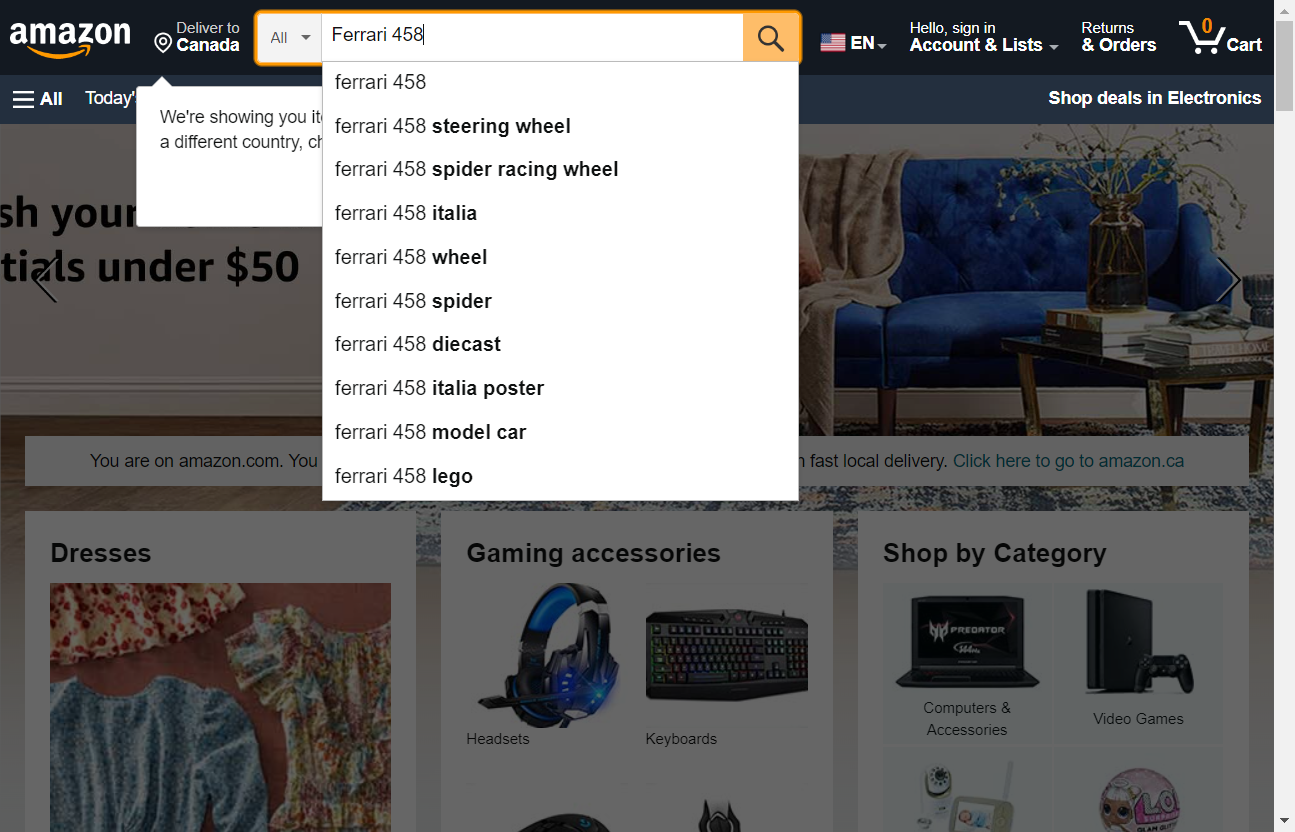 amazon
Deliver to
Canada
All
Ferrari 458
EN
Hello, sign in
Account & Lists
Returns
& Orders
0
Cart
All
Today's
Shop deals in Electronics
We're showing you ite
a different country, ch
ferrari 458
ferrari 458 steering wheel
ferrari 458 spider racing wheel
ferrari 458 italia
ferrari 458 wheel
ferrari 458 spider
ferrari 458 diecast
ferrari 458 italia poster
ferrari 458 model car
ferrari 458 lego
sh your
tials under $50
You are on amazon.com. You
n fast local delivery. Click here to go to amazon.ca
Dresses
Gaming accessories
Headsets
Keyboards
Shop by Category
PREDATOR
144Hz
Computers &
Accessories
Video Games
LOL